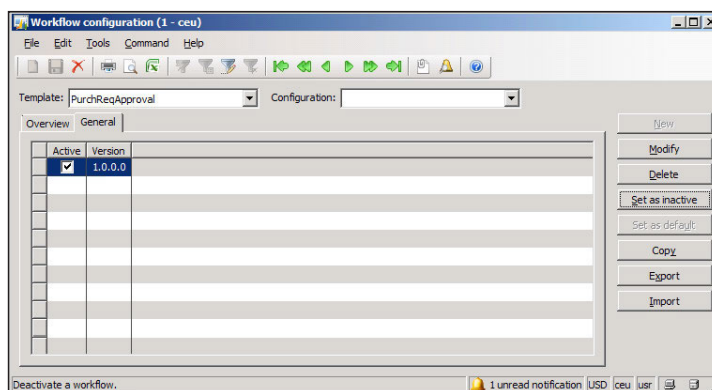 Workflow configuration (1 - ceu)
File Edit Tools Command Help
Template: PurchReqApproval Configuration:
Overview General
Active Version
1.0.0.0
New
Modify
Delete
Set as inactive
Set as default
Copy
Export
Import
Deactivate a workflow. 1 unread notification USD ceu usr